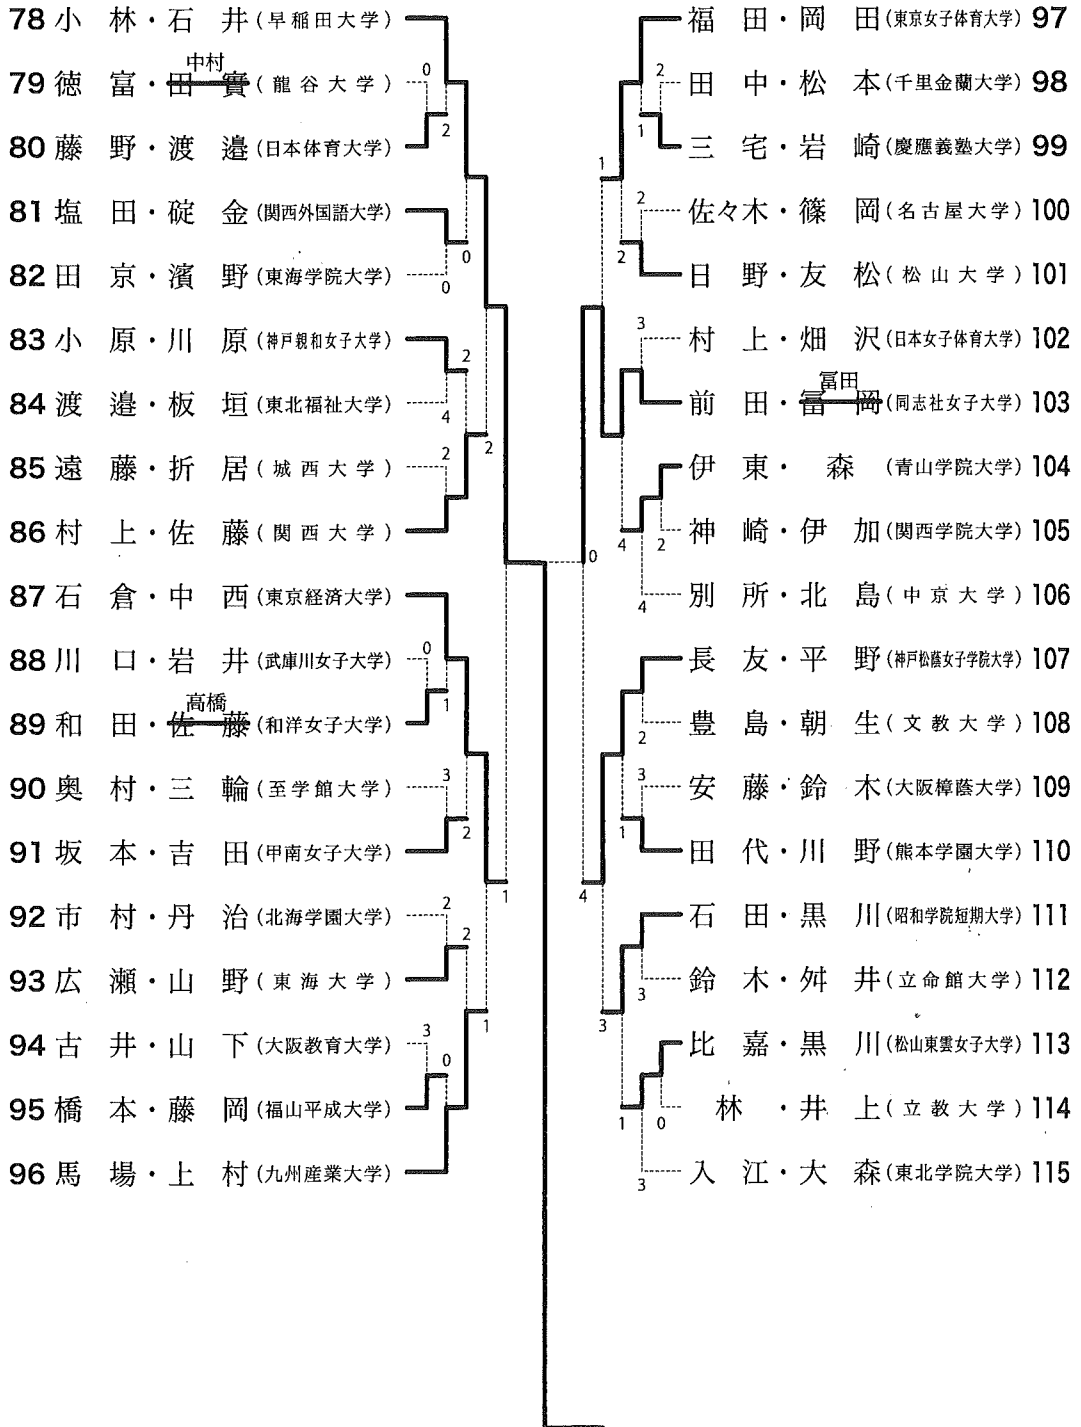 78 小林・石井 (早稲田大学)
中村
79 徳富・田實 (龍谷大学)
0
80 藤野・渡邉 (日本体育大学)
2
81 塩田・碇金 (関西外国語大学)
0
82 田京・濱野 (東海学院大学)
0
83 小原・川原 (神戸親和女子大学)
2
84 渡邉・板垣 (東北福祉大学)
4
2
85 遠藤・折居 (城西大学)
2
86 村上・佐藤 (関西大学)
87 石倉・中西 (東京経済大学)
88 川口・岩井 (武庫川女子大学)
0
1
高橋
89 和田・佐藤 (和洋女子大学)
90 奥村・三輪 (至学館大学)
3
2
91 坂本・吉田 (甲南女子大学)
1
92 市村・丹治 (北海学園大学)
2
2
93 広瀬・山野 (東海大学)
1
94 古井・山下 (大阪教育大学)
3
0
95 橋本・藤岡 (福山平成大学)
96 馬場・上村 (九州産業大学)
0
福田・岡田 (東京女子体育大学) 97
2
田中・松本 (千里金蘭大学) 98
1
三宅・岩崎 (慶應義塾大学) 99
1
2
佐々木・篠岡 (名古屋大学) 100
2
日野・友松 (松山大学) 101
3
村上・畑沢 (日本女子体育大学) 102
冨田
前田・冨岡 (同志社女子大学) 103
伊東・森 (青山学院大学) 104
神崎・伊加 (関西学院大学) 105
4
2
別所・北島 (中京大学) 106
4
長友・平野 (神戸松蔭女子学院大学) 107
豊島・朝生 (文教大学) 108
2
3
安藤・鈴木 (大阪樟蔭大学) 109
1
田代・川野 (熊本学園大学) 110
4
石田・黒川 (昭和学院短期大学) 111
鈴木・舛井 (立命館大学) 112
3
3
比嘉・黒川 (松山東雲女子大学) 113
林・井上 (立教大学) 114
1
0
入江・大森 (東北学院大学) 115
3